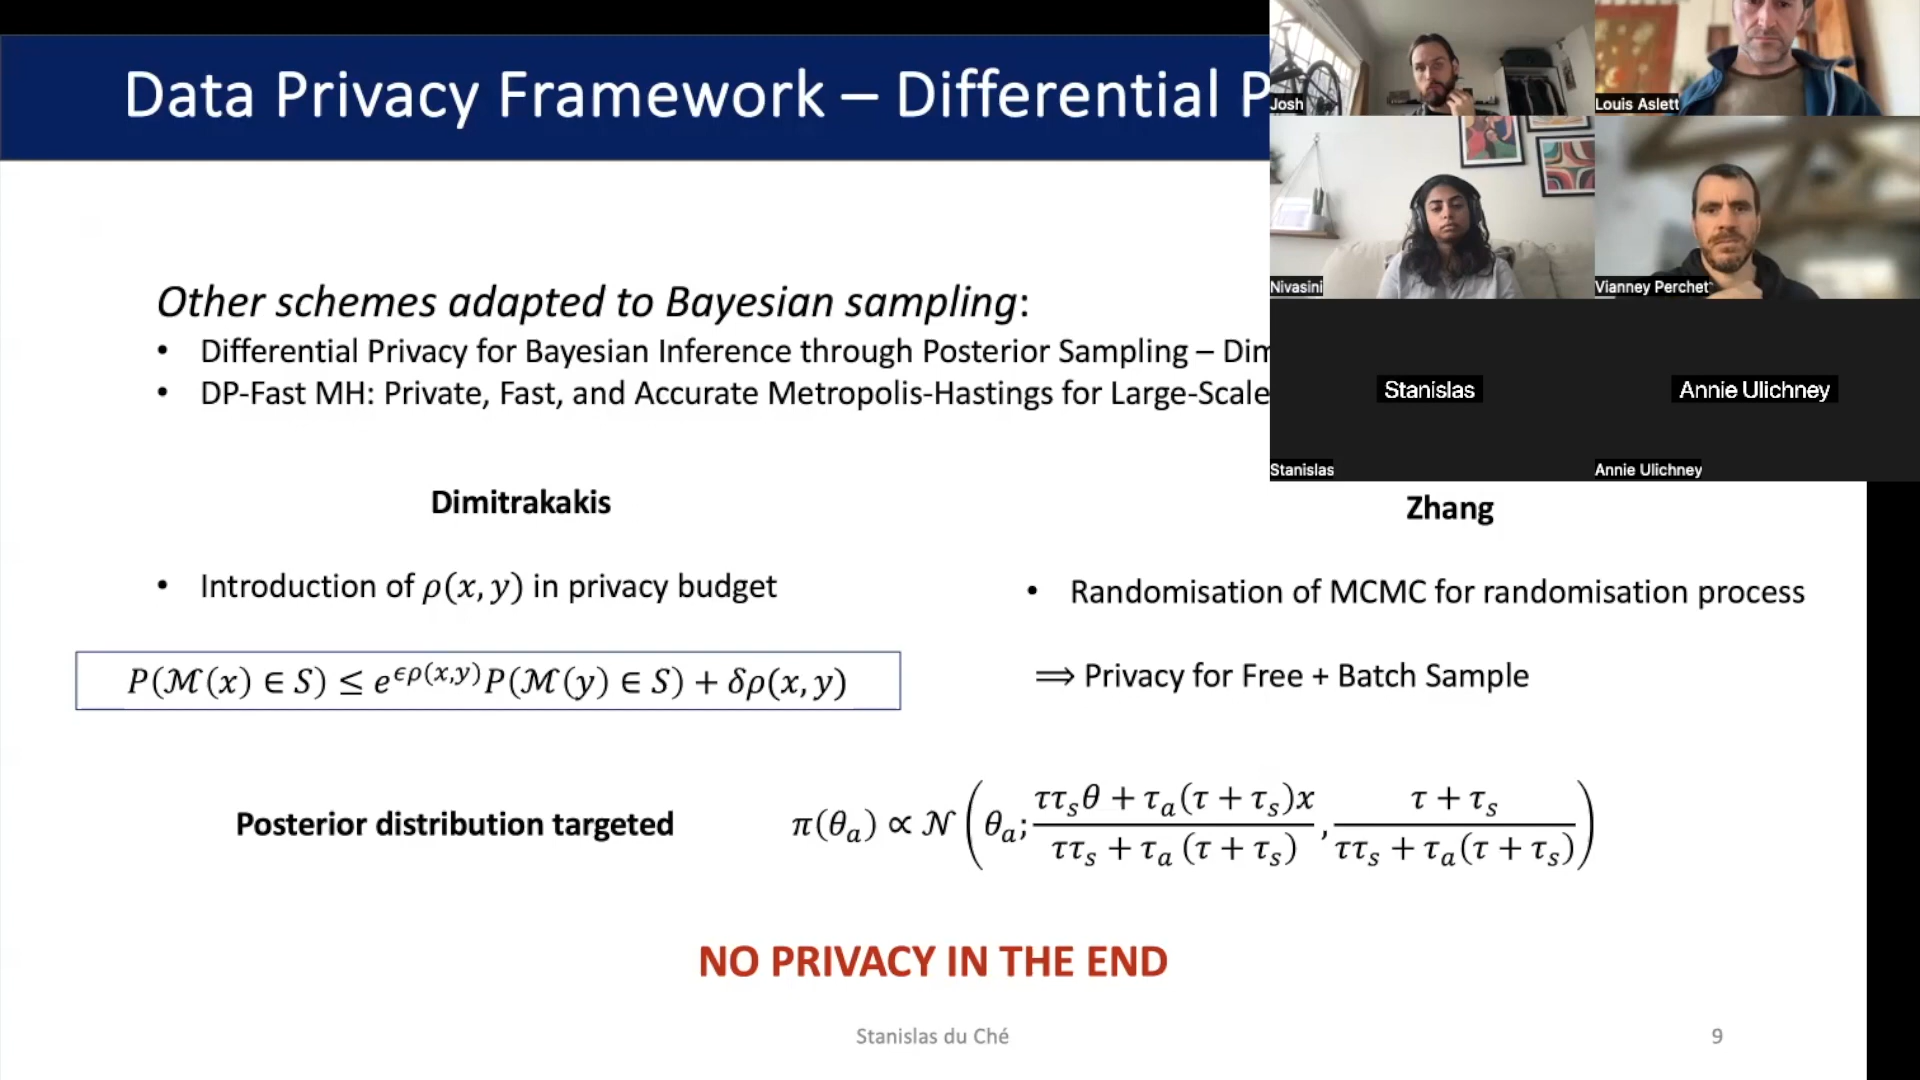 Data Privacy Framework – Differential P
Josh
Louis Aslett
Nivasini
Vianney Perchet
Stanislas
Annie Ulichney
Stanislas
Annie Ulichney
Other schemes adapted to Bayesian sampling:
• Differential Privacy for Bayesian Inference through Posterior Sampling – Dim
• DP-Fast MH: Private, Fast, and Accurate Metropolis-Hastings for Large-Scale
Dimitrakakis
• Introduction of ρ(x, y) in privacy budget
P(ℳ(x) ∈ S) ≤ e^{ϵρ(x,y)} P(ℳ(y) ∈ S) + δρ(x, y)
Zhang
• Randomisation of MCMC for randomisation process
⟹ Privacy for Free + Batch Sample
Posterior distribution targeted π(θ_a) ∝ 𝒩(θ_a; (ττ_sθ + τ_a(τ + τ_s)x)/(ττ_s + τ_a (τ + τ_s)), (τ + τ_s)/(ττ_s + τ_a(τ + τ_s)))
NO PRIVACY IN THE END
Stanislas du Ché
9